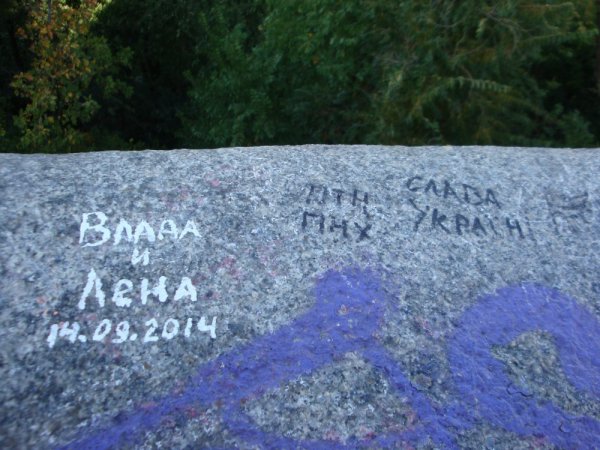 Влада
и
Лена
14.09.2014
ПТН
ПНХ
СЛАВА
УКРАЇНІ